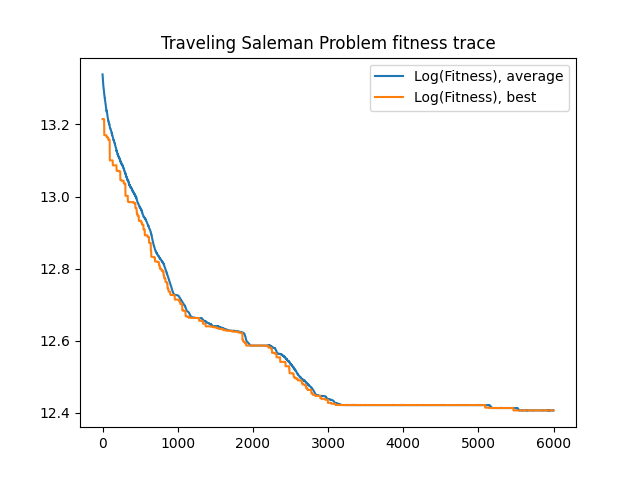 Traveling Saleman Problem fitness trace
Log(Fitness), average
Log(Fitness), best
13.2
13.0
12.8
12.6
12.4
0 1000 2000 3000 4000 5000 6000